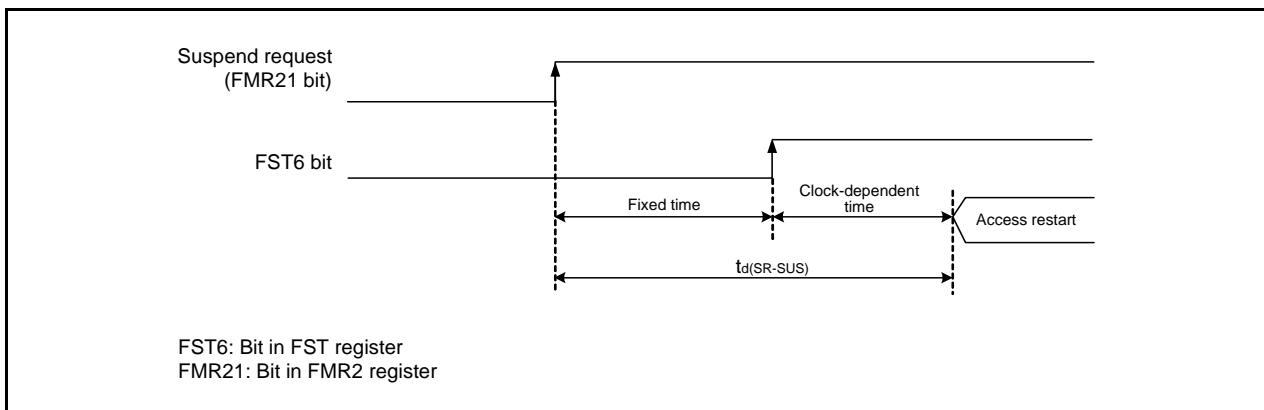 Suspend request
(FMR21 bit)
FST6 bit
Fixed time
Clock-dependent
time
Access restart
td(SR-SUS)
FST6: Bit in FST register
FMR21: Bit in FMR2 register